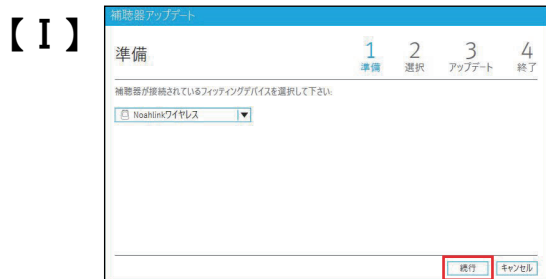 【Ⅰ】
補聴器アップデート
準備
1 準備
2 選択
3 アップデート
4 終了
補聴器が接続されているフィッティングデバイスを選択して下さい:
Noahlinkワイヤレス
続行
キャンセル